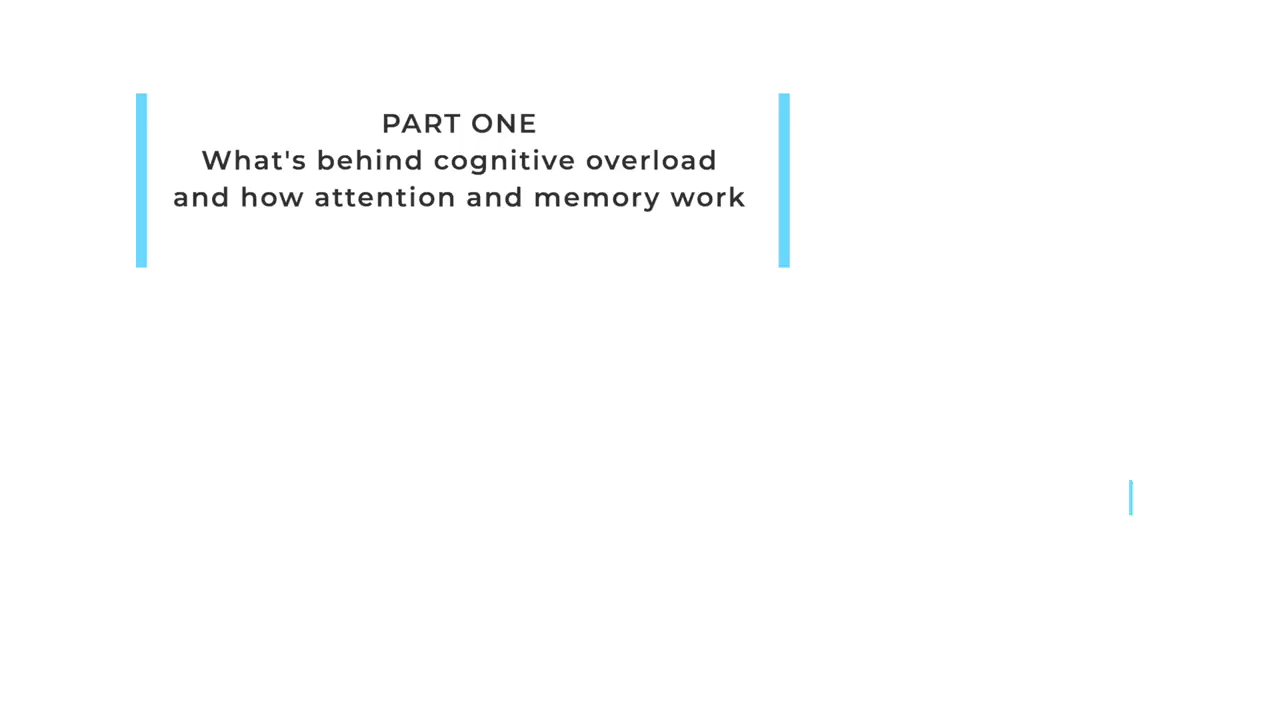 PART ONE
What's behind cognitive overload
and how attention and memory work